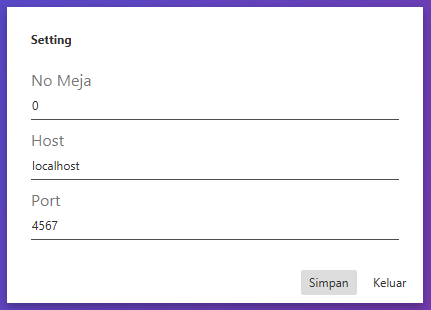 Setting
No Meja
0
Host
localhost
Port
4567
Simpan Keluar